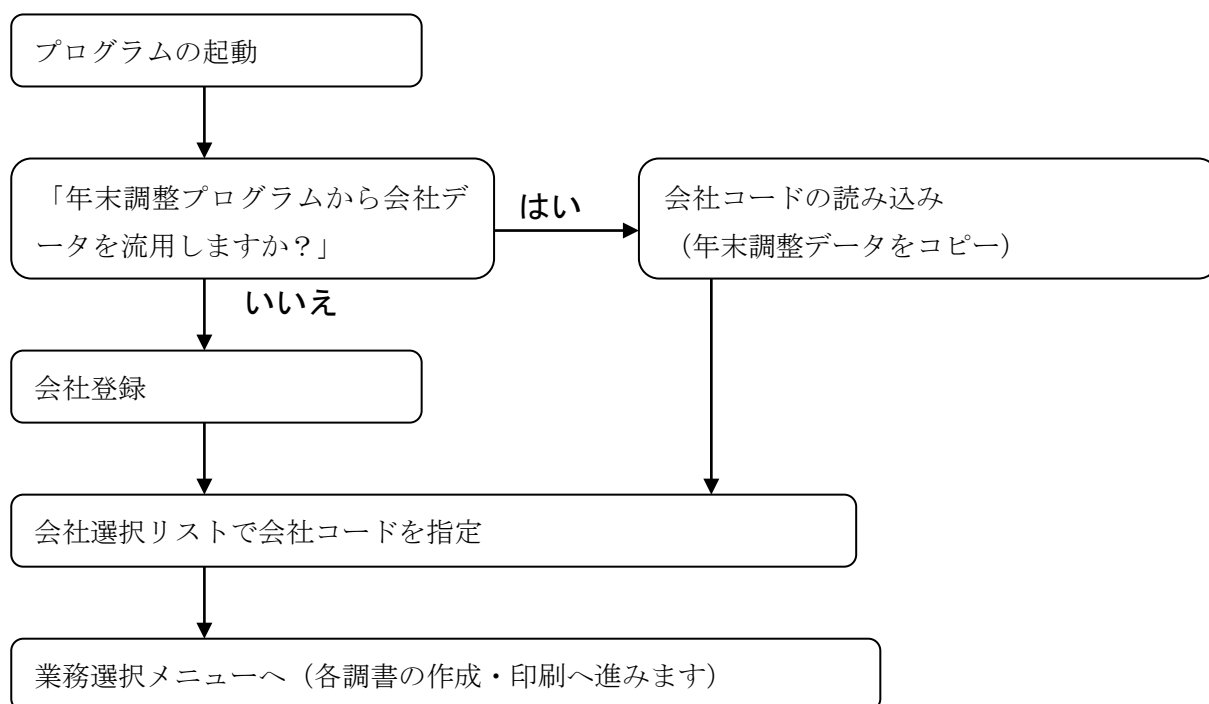 プログラムの起動
「年末調整プログラムから会社デ
ータを流用しますか？」
はい
会社コードの読み込み
（年末調整データをコピー）
いいえ
会社登録
会社選択リストで会社コードを指定
業務選択メニューへ（各調書の作成・印刷へ進みます）